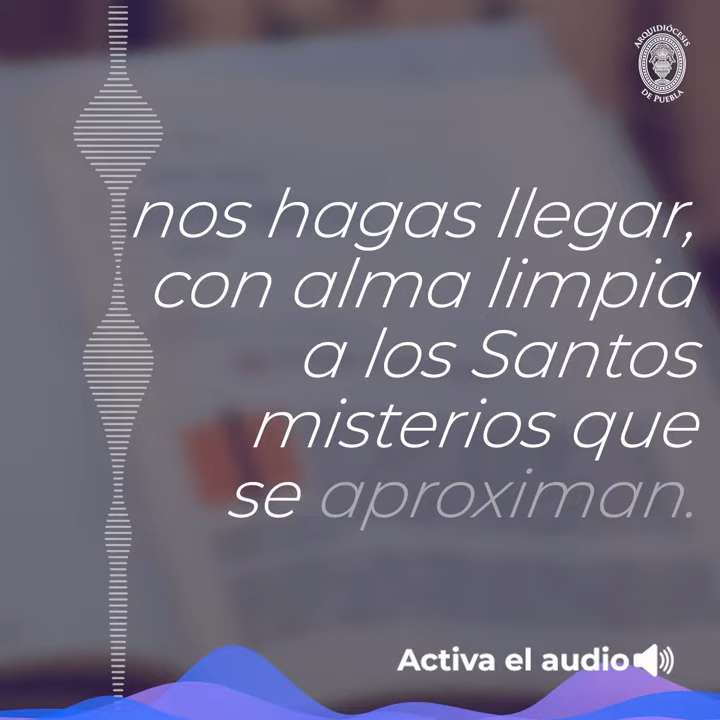 ARQUIDIÓCESIS
DE PUEBLA
nos hagas llegar,
con alma limpia
a los Santos
misterios que
se aproximan.
Activa el audio